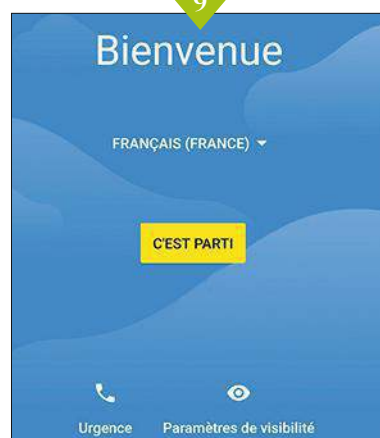 9
Bienvenue
FRANÇAIS (FRANCE)
C'EST PARTI
Urgence Paramètres de visibilité